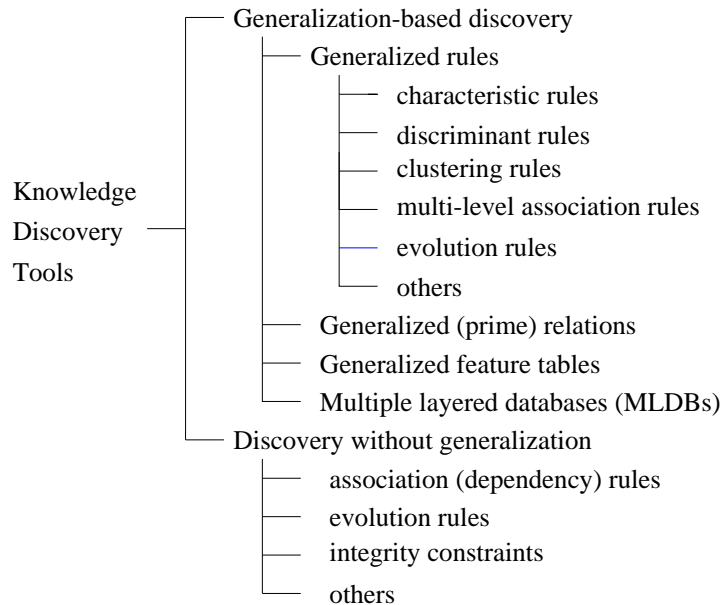 Generalization-based discovery
Generalized rules
characteristic rules
discriminant rules
clustering rules
multi-level association rules
evolution rules
others
Knowledge
Discovery
Tools
Generalized (prime) relations
Generalized feature tables
Multiple layered databases (MLDBs)
Discovery without generalization
association (dependency) rules
evolution rules
integrity constraints
others